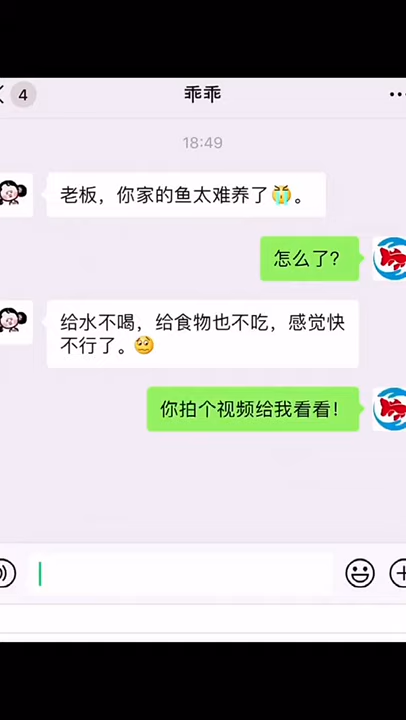 4
乖乖
18:49
老板，你家的鱼太难养了😭。
怎么了？
给水不喝，给食物也不吃，感觉快
不行了。🥺
你拍个视频给我看看！